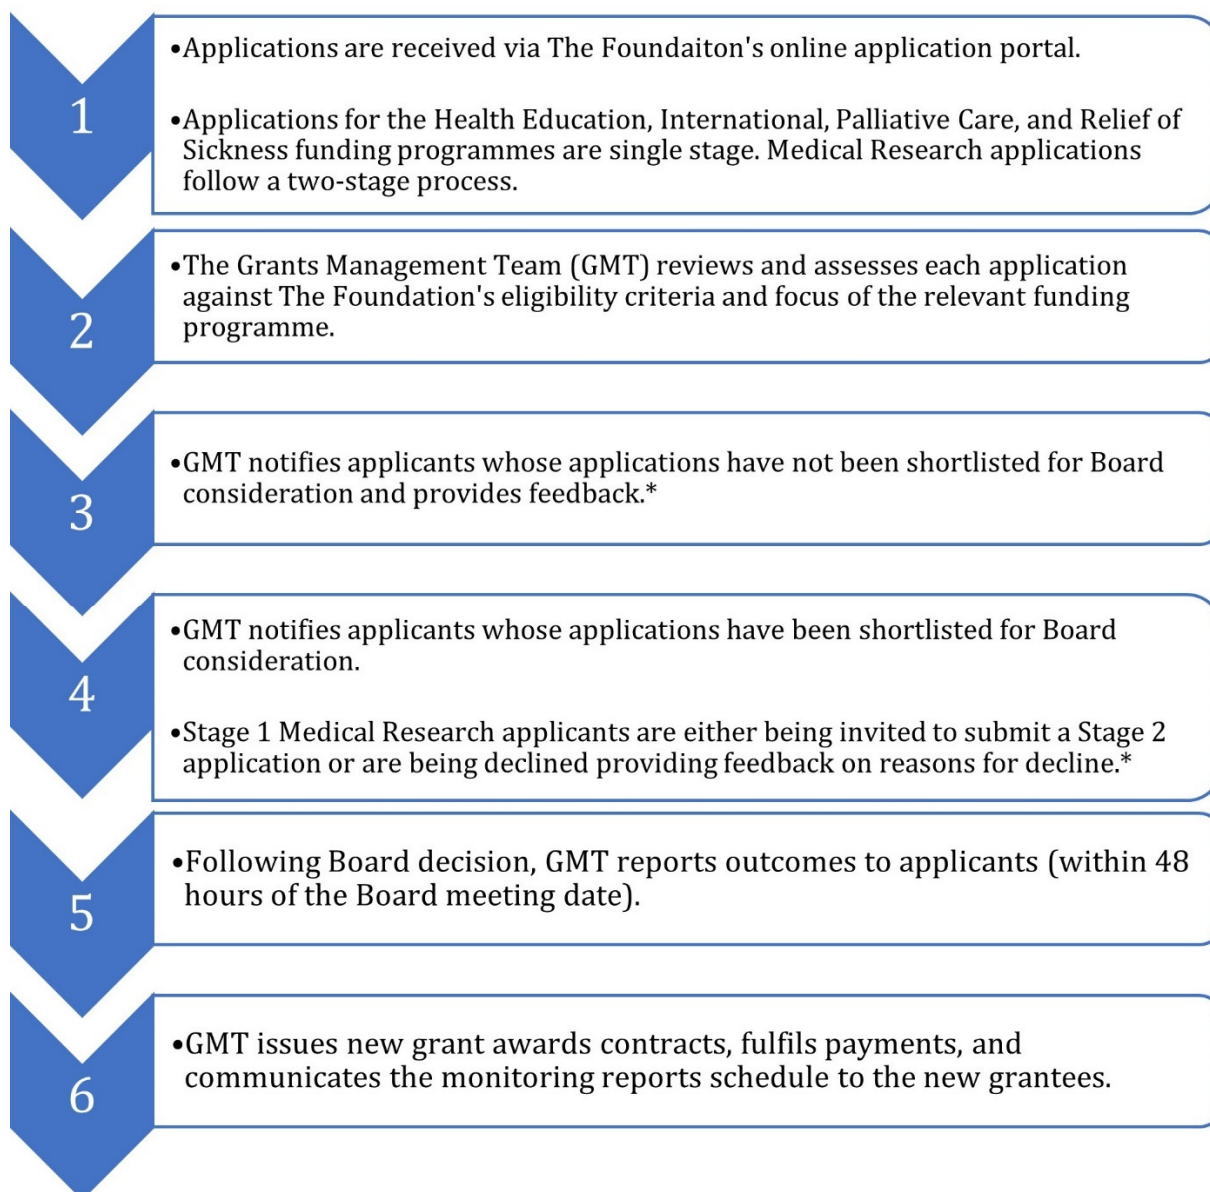 1
•Applications are received via The Foundaiton's online application portal.
•Applications for the Health Education, International, Palliative Care, and Relief of
Sickness funding programmes are single stage. Medical Research applications
follow a two-stage process.
2
•The Grants Management Team (GMT) reviews and assesses each application
against The Foundation's eligibility criteria and focus of the relevant funding
programme.
3
•GMT notifies applicants whose applications have not been shortlisted for Board
consideration and provides feedback.*
4
•GMT notifies applicants whose applications have been shortlisted for Board
consideration.
•Stage 1 Medical Research applicants are either being invited to submit a Stage 2
application or are being declined providing feedback on reasons for decline.*
5
•Following Board decision, GMT reports outcomes to applicants (within 48
hours of the Board meeting date).
6
•GMT issues new grant awards contracts, fulfils payments, and
communicates the monitoring reports schedule to the new grantees.